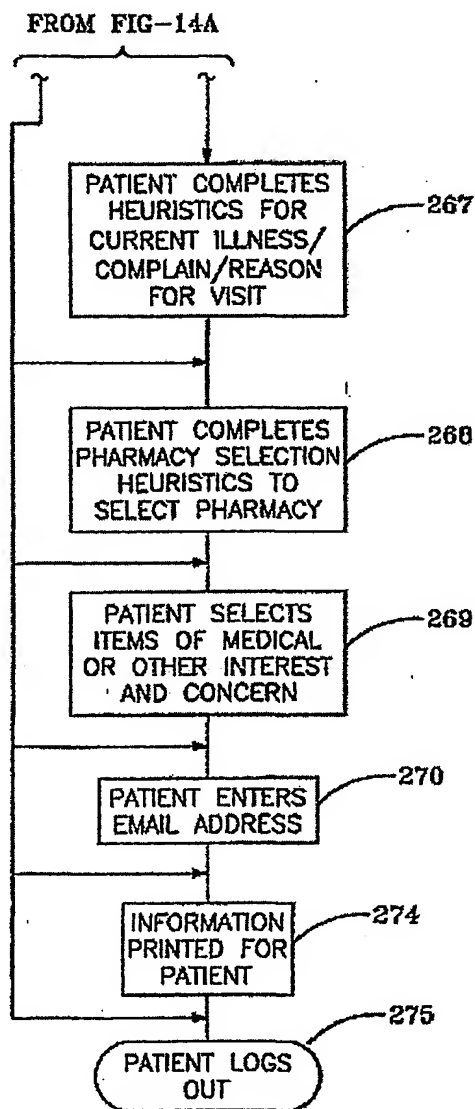 FROM FIG-14A
PATIENT COMPLETES
HEURISTICS FOR
CURRENT ILLNESS/
COMPLAIN/REASON
FOR VISIT
267
PATIENT COMPLETES
PHARMACY SELECTION
HEURISTICS TO
SELECT PHARMACY
268
PATIENT SELECTS
ITEMS OF MEDICAL
OR OTHER INTEREST
AND CONCERN
269
PATIENT ENTERS
EMAIL ADDRESS
270
INFORMATION
PRINTED FOR
PATIENT
274
PATIENT LOGS
OUT
275